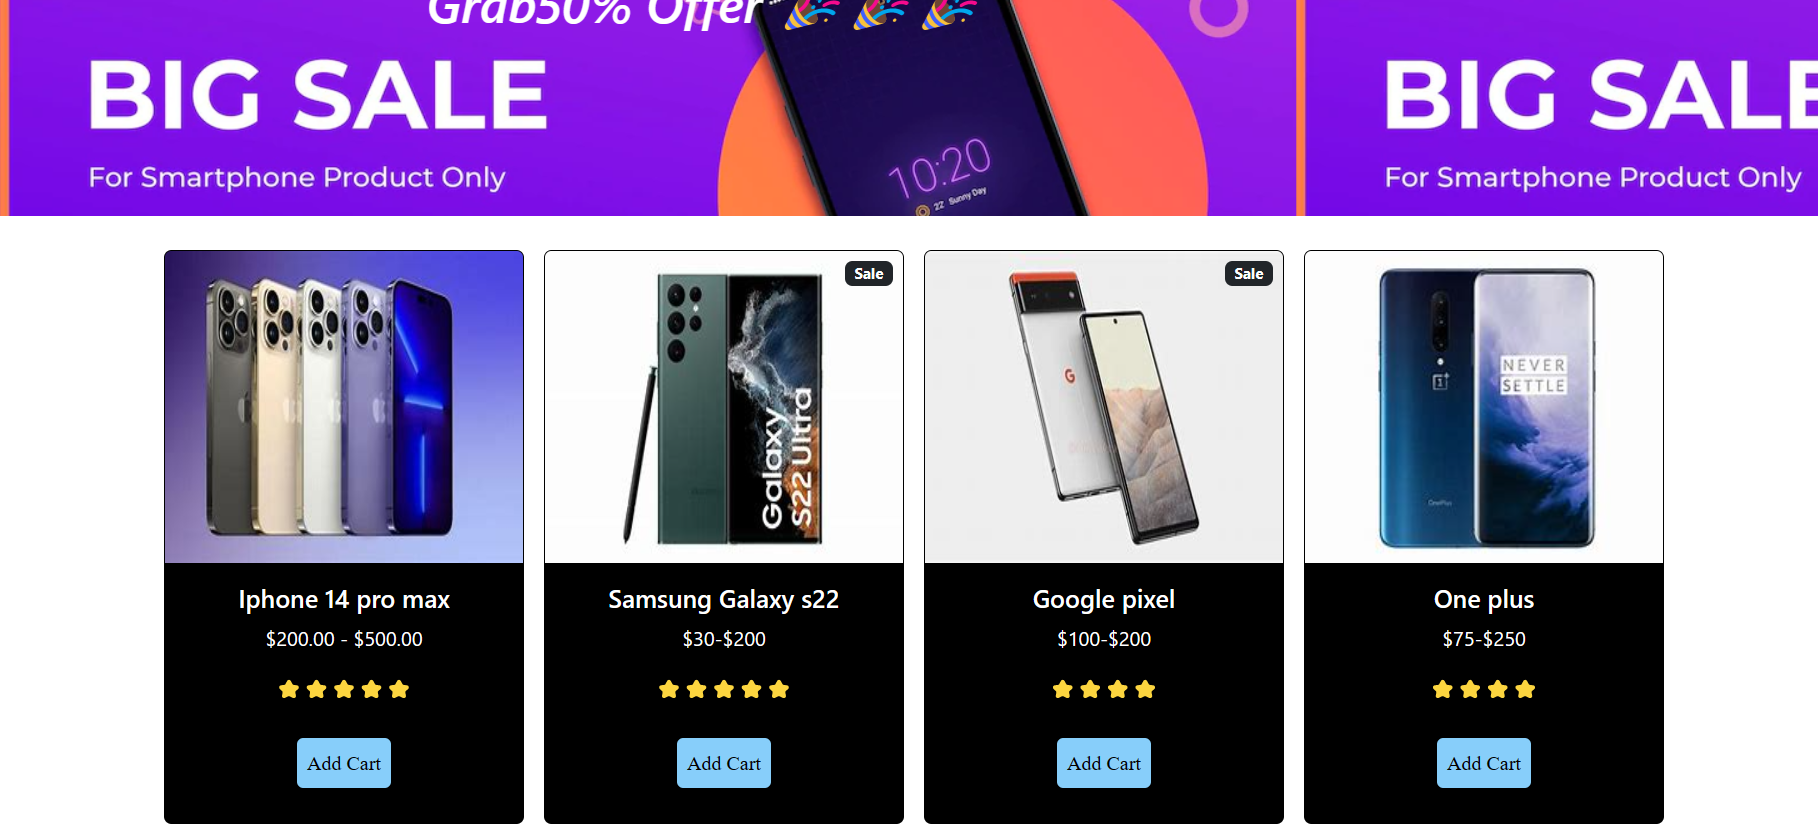 Grab50% Offer 🎉 🎉 🎉
BIG SALE
For Smartphone Product Only
10:20
22° Sunny Day
BIG SALE
For Smartphone Product Only
Sale
Galaxy
S22 Ultra
Sale
G
NEVER
SETTLE
OnePlus
Iphone 14 pro max
$200.00 - $500.00
Add Cart
Samsung Galaxy s22
$30-$200
Add Cart
Google pixel
$100-$200
Add Cart
One plus
$75-$250
Add Cart